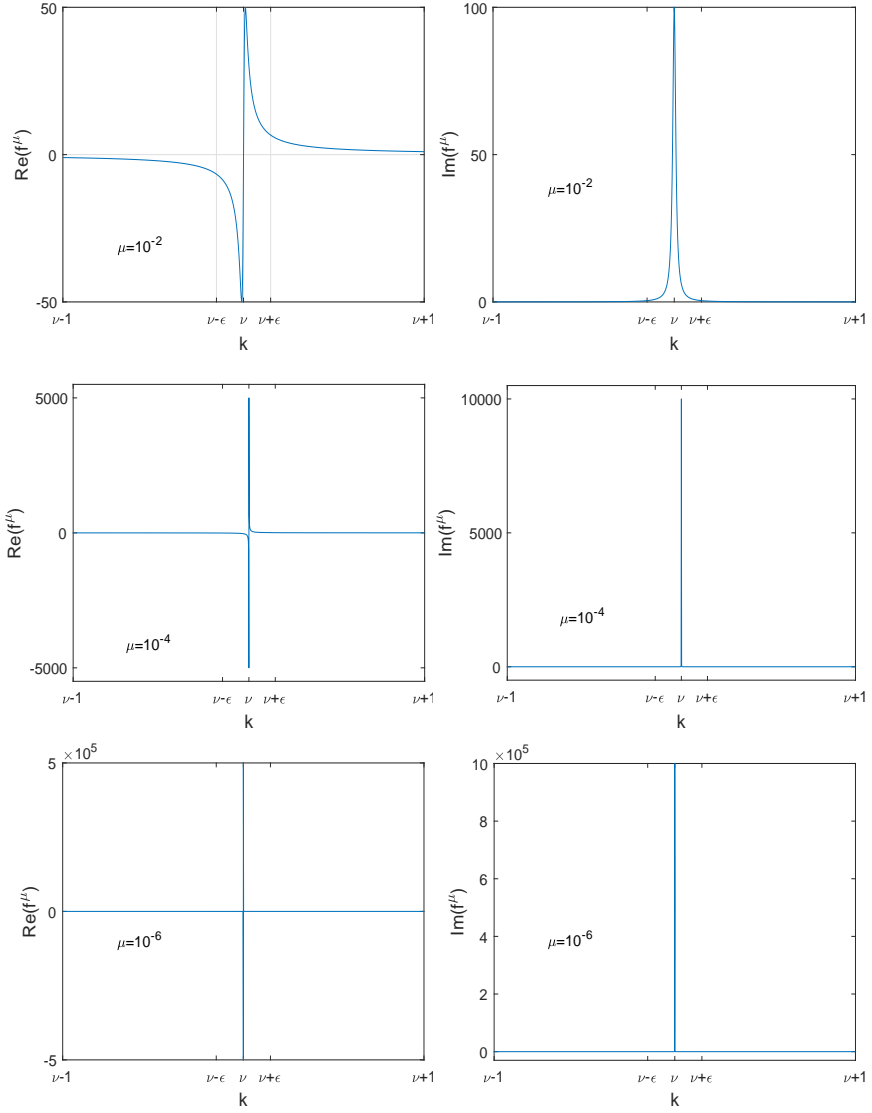 50
0
-50
Re(f^μ)
μ=10^-2
ν-1
ν-ϵ
ν
ν+ϵ
ν+1
k
100
50
0
Im(f^μ)
μ=10^-2
ν-1
ν-ϵ
ν
ν+ϵ
ν+1
k
5000
0
-5000
Re(f^μ)
μ=10^-4
ν-1
ν-ϵ
ν
ν+ϵ
ν+1
k
10000
5000
0
Im(f^μ)
μ=10^-4
ν-1
ν-ϵ
ν
ν+ϵ
ν+1
k
×10^5
5
0
-5
Re(f^μ)
μ=10^-6
ν-1
ν-ϵ
ν
ν+ϵ
ν+1
k
×10^5
10
8
6
4
2
0
Im(f^μ)
μ=10^-6
ν-1
ν-ϵ
ν
ν+ϵ
ν+1
k